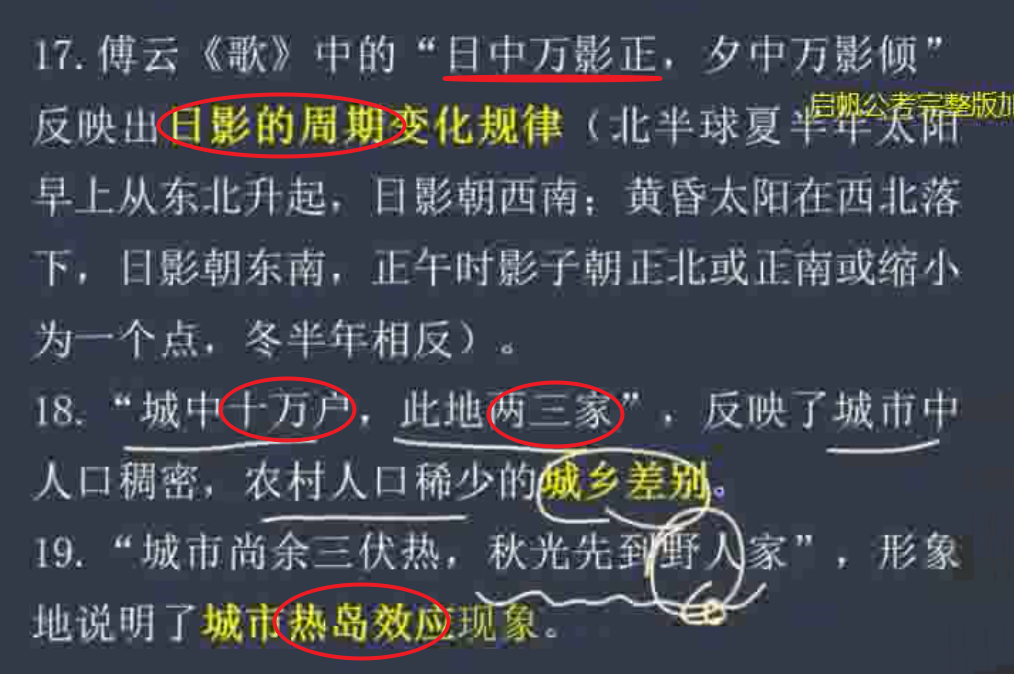 17.傅云《歌》中的“日中万影正，夕中万影倾”
启帆公考完整版加
反映出日影的周期变化规律（北半球夏半年太阳
早上从东北升起，日影朝西南；黄昏太阳在西北落
下，日影朝东南，正午时影子朝正北或正南或缩小
为一个点，冬半年相反）。
18.“城中十万户，此地两三家”，反映了城市中
人口稠密，农村人口稀少的城乡差别。
19.“城市尚余三伏热，秋光先到野人家”，形象
地说明了城市热岛效应现象。